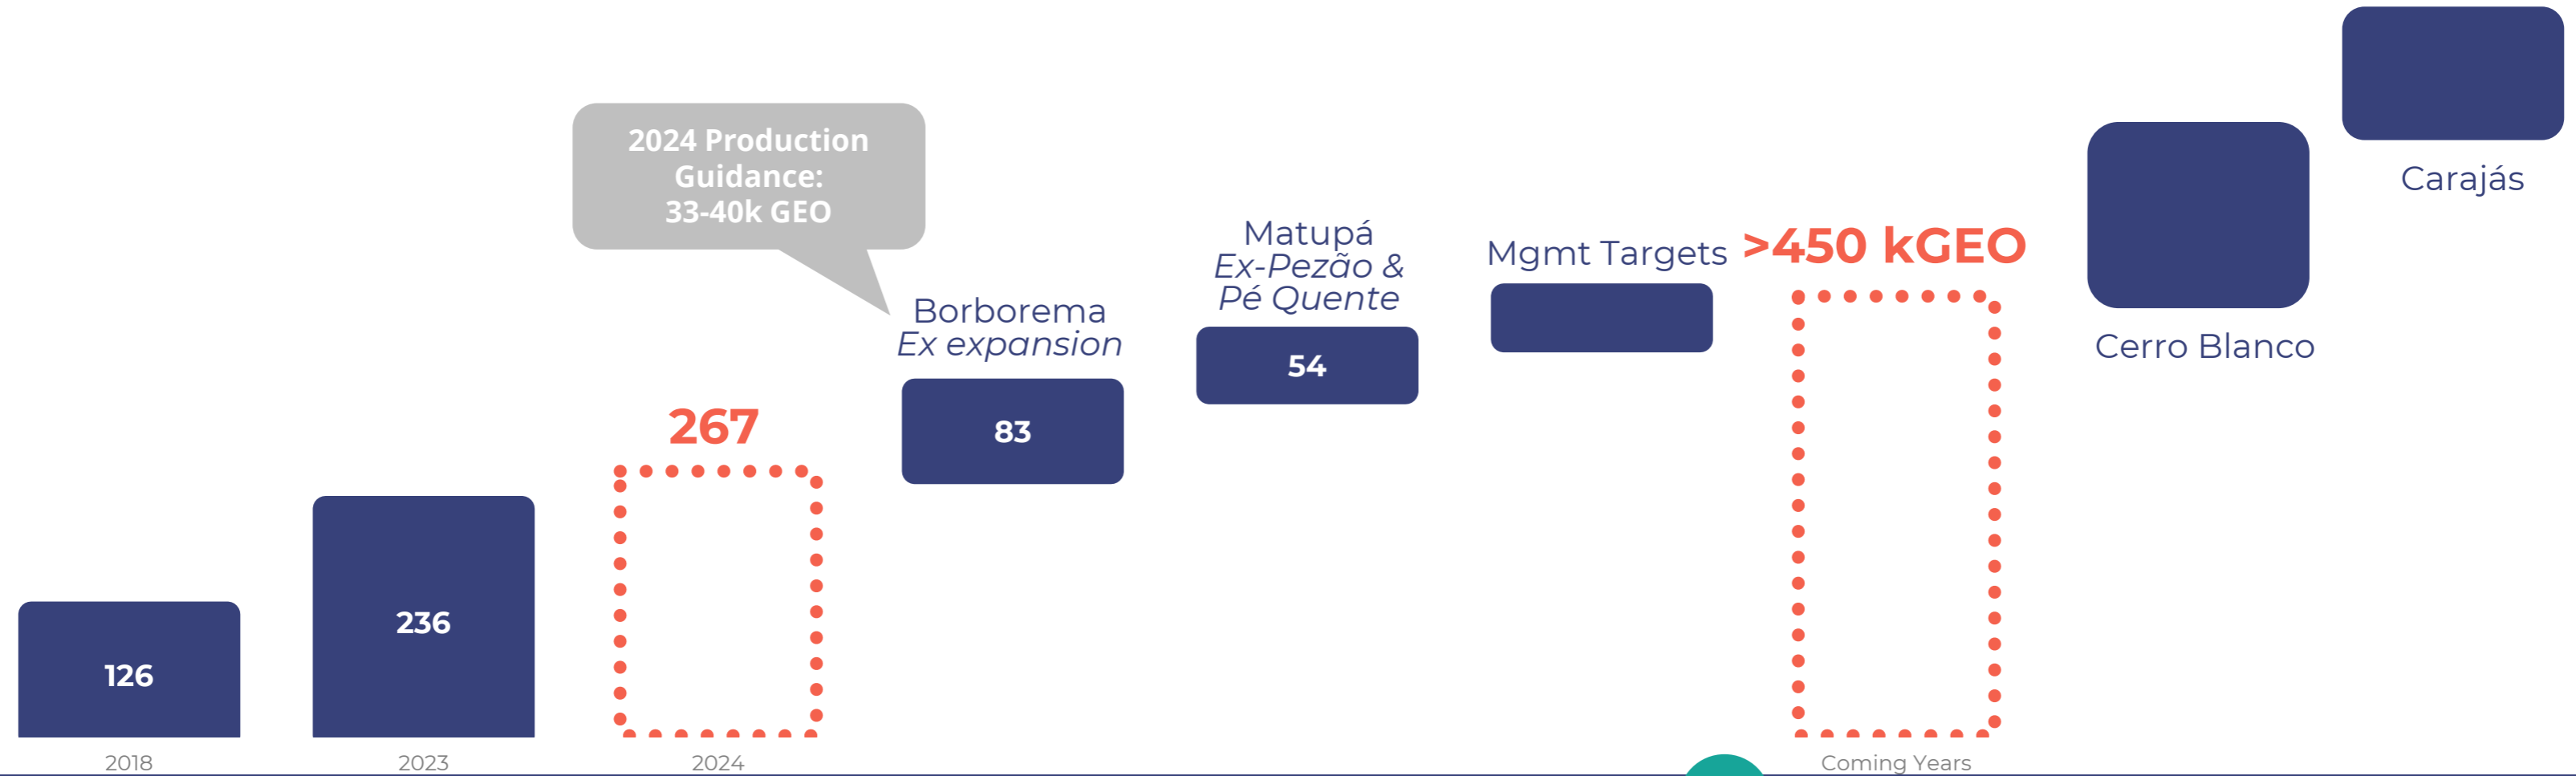 Carajás
2024 Production
Guidance:
33-40k GEO
Matupá
Ex-Pezão &
Pé Quente
Mgmt Targets
>450 kGEO
Borborema
Ex expansion
Cerro Blanco
54
267
83
236
126
2018
2023
2024
Coming Years